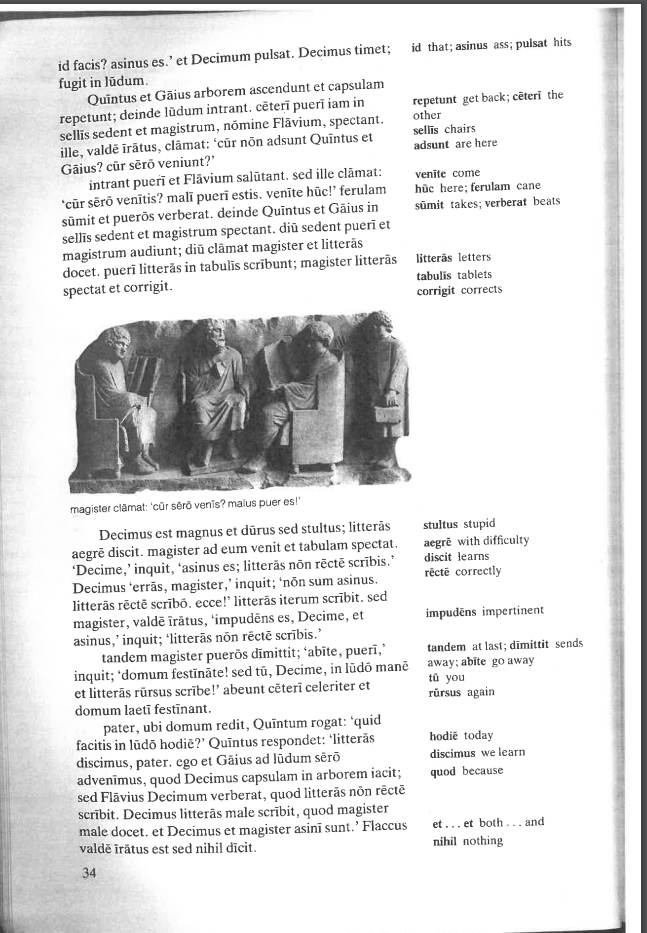 id facis? asinus es.’ et Decimum pulsat. Decimus timet;
fugit in lūdum.
Quīntus et Gāius arborem ascendunt et capsulam
repetunt; deinde lūdum intrant. cēterī puerī iam in
sellīs sedent et magistrum, nōmine Flāvium, spectant.
ille, valdē īrātus, clāmat: ‘cūr nōn adsunt Quīntus et
Gāius? cūr sērō veniunt?’
intrant puerī et Flāvium salūtant. sed ille clāmat:
‘cūr sērō venītis? malī puerī estis. venīte hūc!’ ferulam
sūmit et puerōs verberat. deinde Quīntus et Gāius in
sellīs sedent et magistrum spectant. diū sedent puerī et
magistrum audiunt; diū clāmat magister et litterās
docet. puerī litterās in tabulīs scrībunt; magister litterās
spectat et corrigit.
id that; asinus ass; pulsat hits
repetunt get back; cēterī the
other
sellīs chairs
adsunt are here
venīte come
hūc here; ferulam cane
sūmit takes; verberat beats
litterās letters
tabulīs tablets
corrigit corrects
magister clāmat: ‘cūr sērō venīs? malus puer es!’
Decimus est magnus et dūrus sed stultus; litterās
aegrē discit. magister ad eum venit et tabulam spectat.
‘Decime,’ inquit, ‘asinus es; litterās nōn rēctē scrībis.’
Decimus ‘errās, magister,’ inquit; ‘nōn sum asinus.
litterās rēctē scrībō. ecce!’ litterās iterum scrībit. sed
magister, valdē īrātus, ‘impudēns es, Decime, et
asinus,’ inquit; ‘litterās nōn rēctē scrībis.’
tandem magister puerōs dīmittit; ‘abīte, puerī,’
inquit; ‘domum festīnāte! sed tū, Decime, in lūdō manē
et litterās rūrsus scrībe!’ abeunt cēterī celeriter et
domum laetī festīnant.
pater, ubi domum redit, Quīntum rogat: ‘quid
facitis in lūdō hodiē?’ Quīntus respondet: ‘litterās
discimus, pater. ego et Gāius ad lūdum sērō
advenīmus, quod Decimus capsulam in arborem iacit;
sed Flāvius Decimum verberat, quod litterās nōn rēctē
scrībit. Decimus litterās male scrībit, quod magister
male docet. et Decimus et magister asinī sunt.’ Flaccus
valdē īrātus est sed nihil dīcit.
stultus stupid
aegrē with difficulty
discit learns
rēctē correctly
impudēns impertinent
tandem at last; dīmittit sends
away; abīte go away
tū you
rūrsus again
hodiē today
discimus we learn
quod because
et . . . et both . . . and
nihil nothing
34